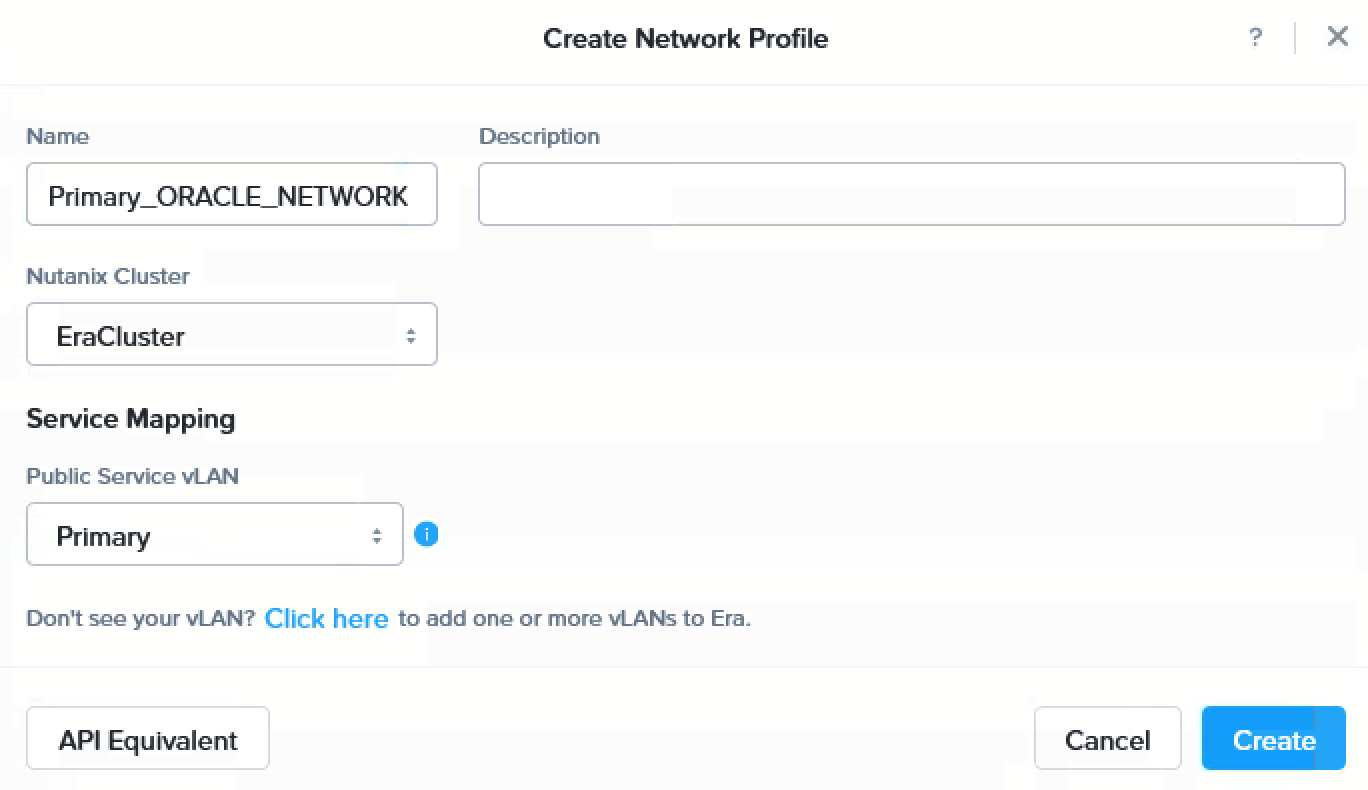 Create Network Profile
?
Name
Description
Primary_ORACLE_NETWORK
Nutanix Cluster
EraCluster
Service Mapping
Public Service vLAN
Primary
i
Don't see your vLAN? Click here to add one or more vLANs to Era.
API Equivalent
Cancel
Create